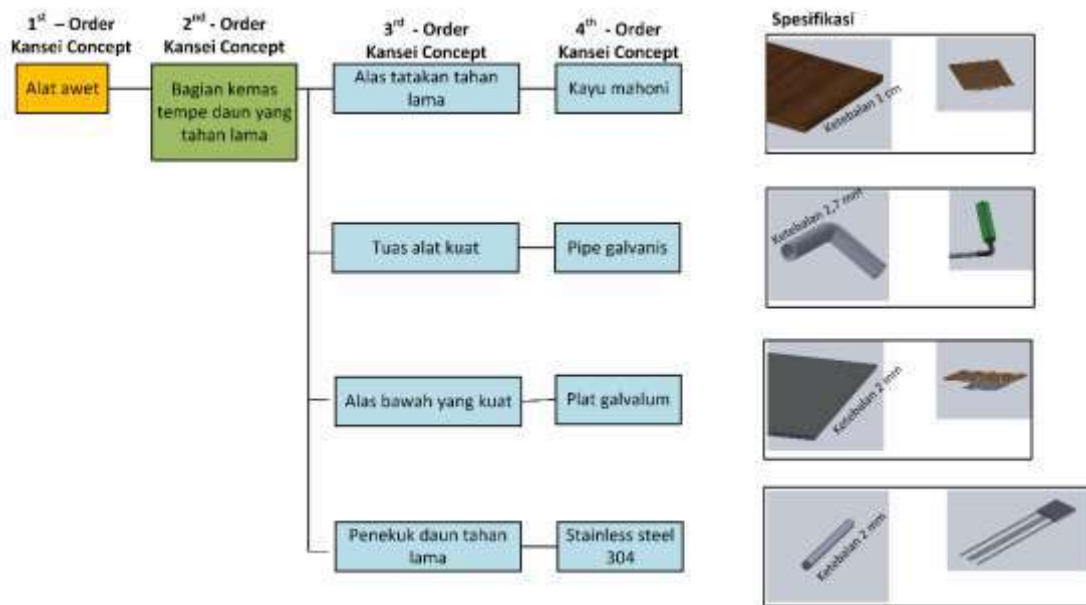 1st – Order
Kansei Concept
2nd - Order
Kansei Concept
3rd - Order
Kansei Concept
4th - Order
Kansei Concept
Spesifikasi
Alat awet
Bagian kemas
tempe daun yang
tahan lama
Alas tatakan tahan
lama
Kayu mahoni
Ketebalan 1 cm
Tuas alat kuat
Pipe galvanis
Ketebalan 2,7 mm
Alas bawah yang kuat
Plat galvalum
Ketebalan 2 mm
Penekuk daun tahan
lama
Stainless steel
304
Ketebalan 2 mm